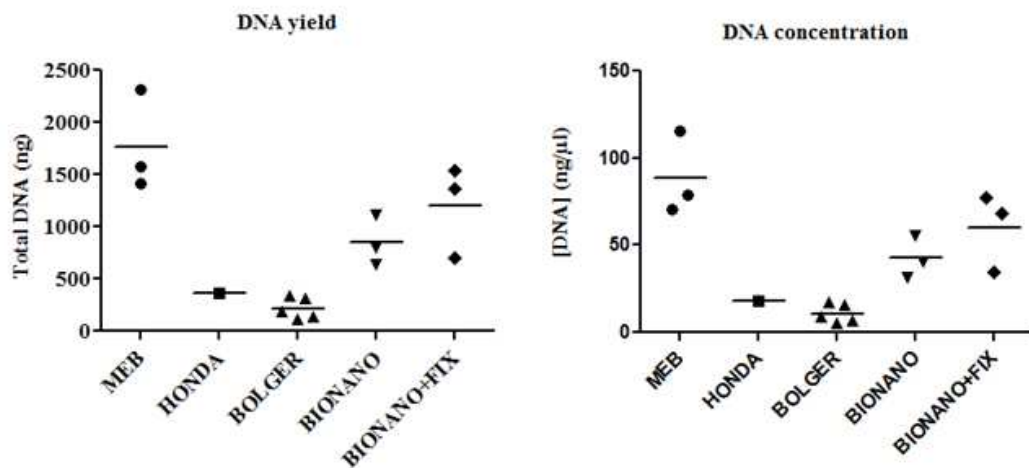 DNA yield
Total DNA (ng)
2500
2000
1500
1000
500
0
MEB
HONDA
BOLGER
BIONANO
BIONANO+FIX
DNA concentration
[DNA] (ng/µl)
150
100
50
0
MEB
HONDA
BOLGER
BIONANO
BIONANO+FIX